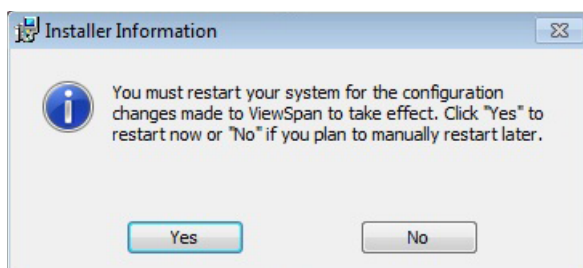 Installer Information
You must restart your system for the configuration
changes made to ViewSpan to take effect. Click "Yes" to
restart now or "No" if you plan to manually restart later.
Yes
No